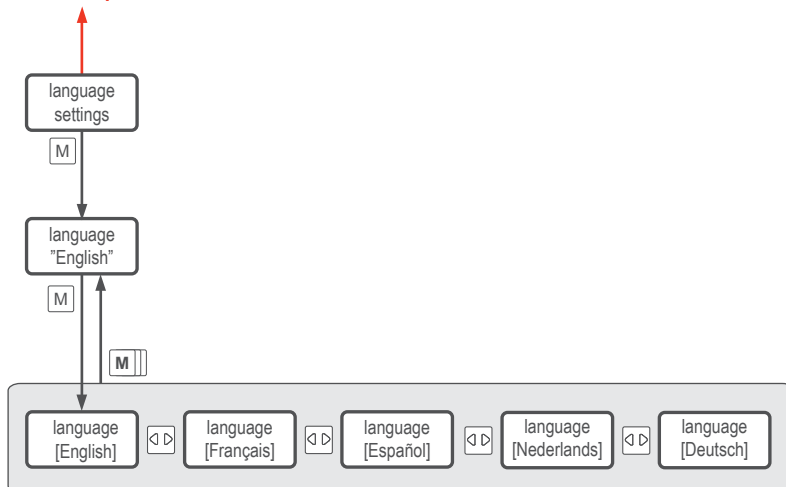 language
settings
M
language
”English”
M
M
language
[English]
language
[Français]
language
[Español]
language
[Nederlands]
language
[Deutsch]